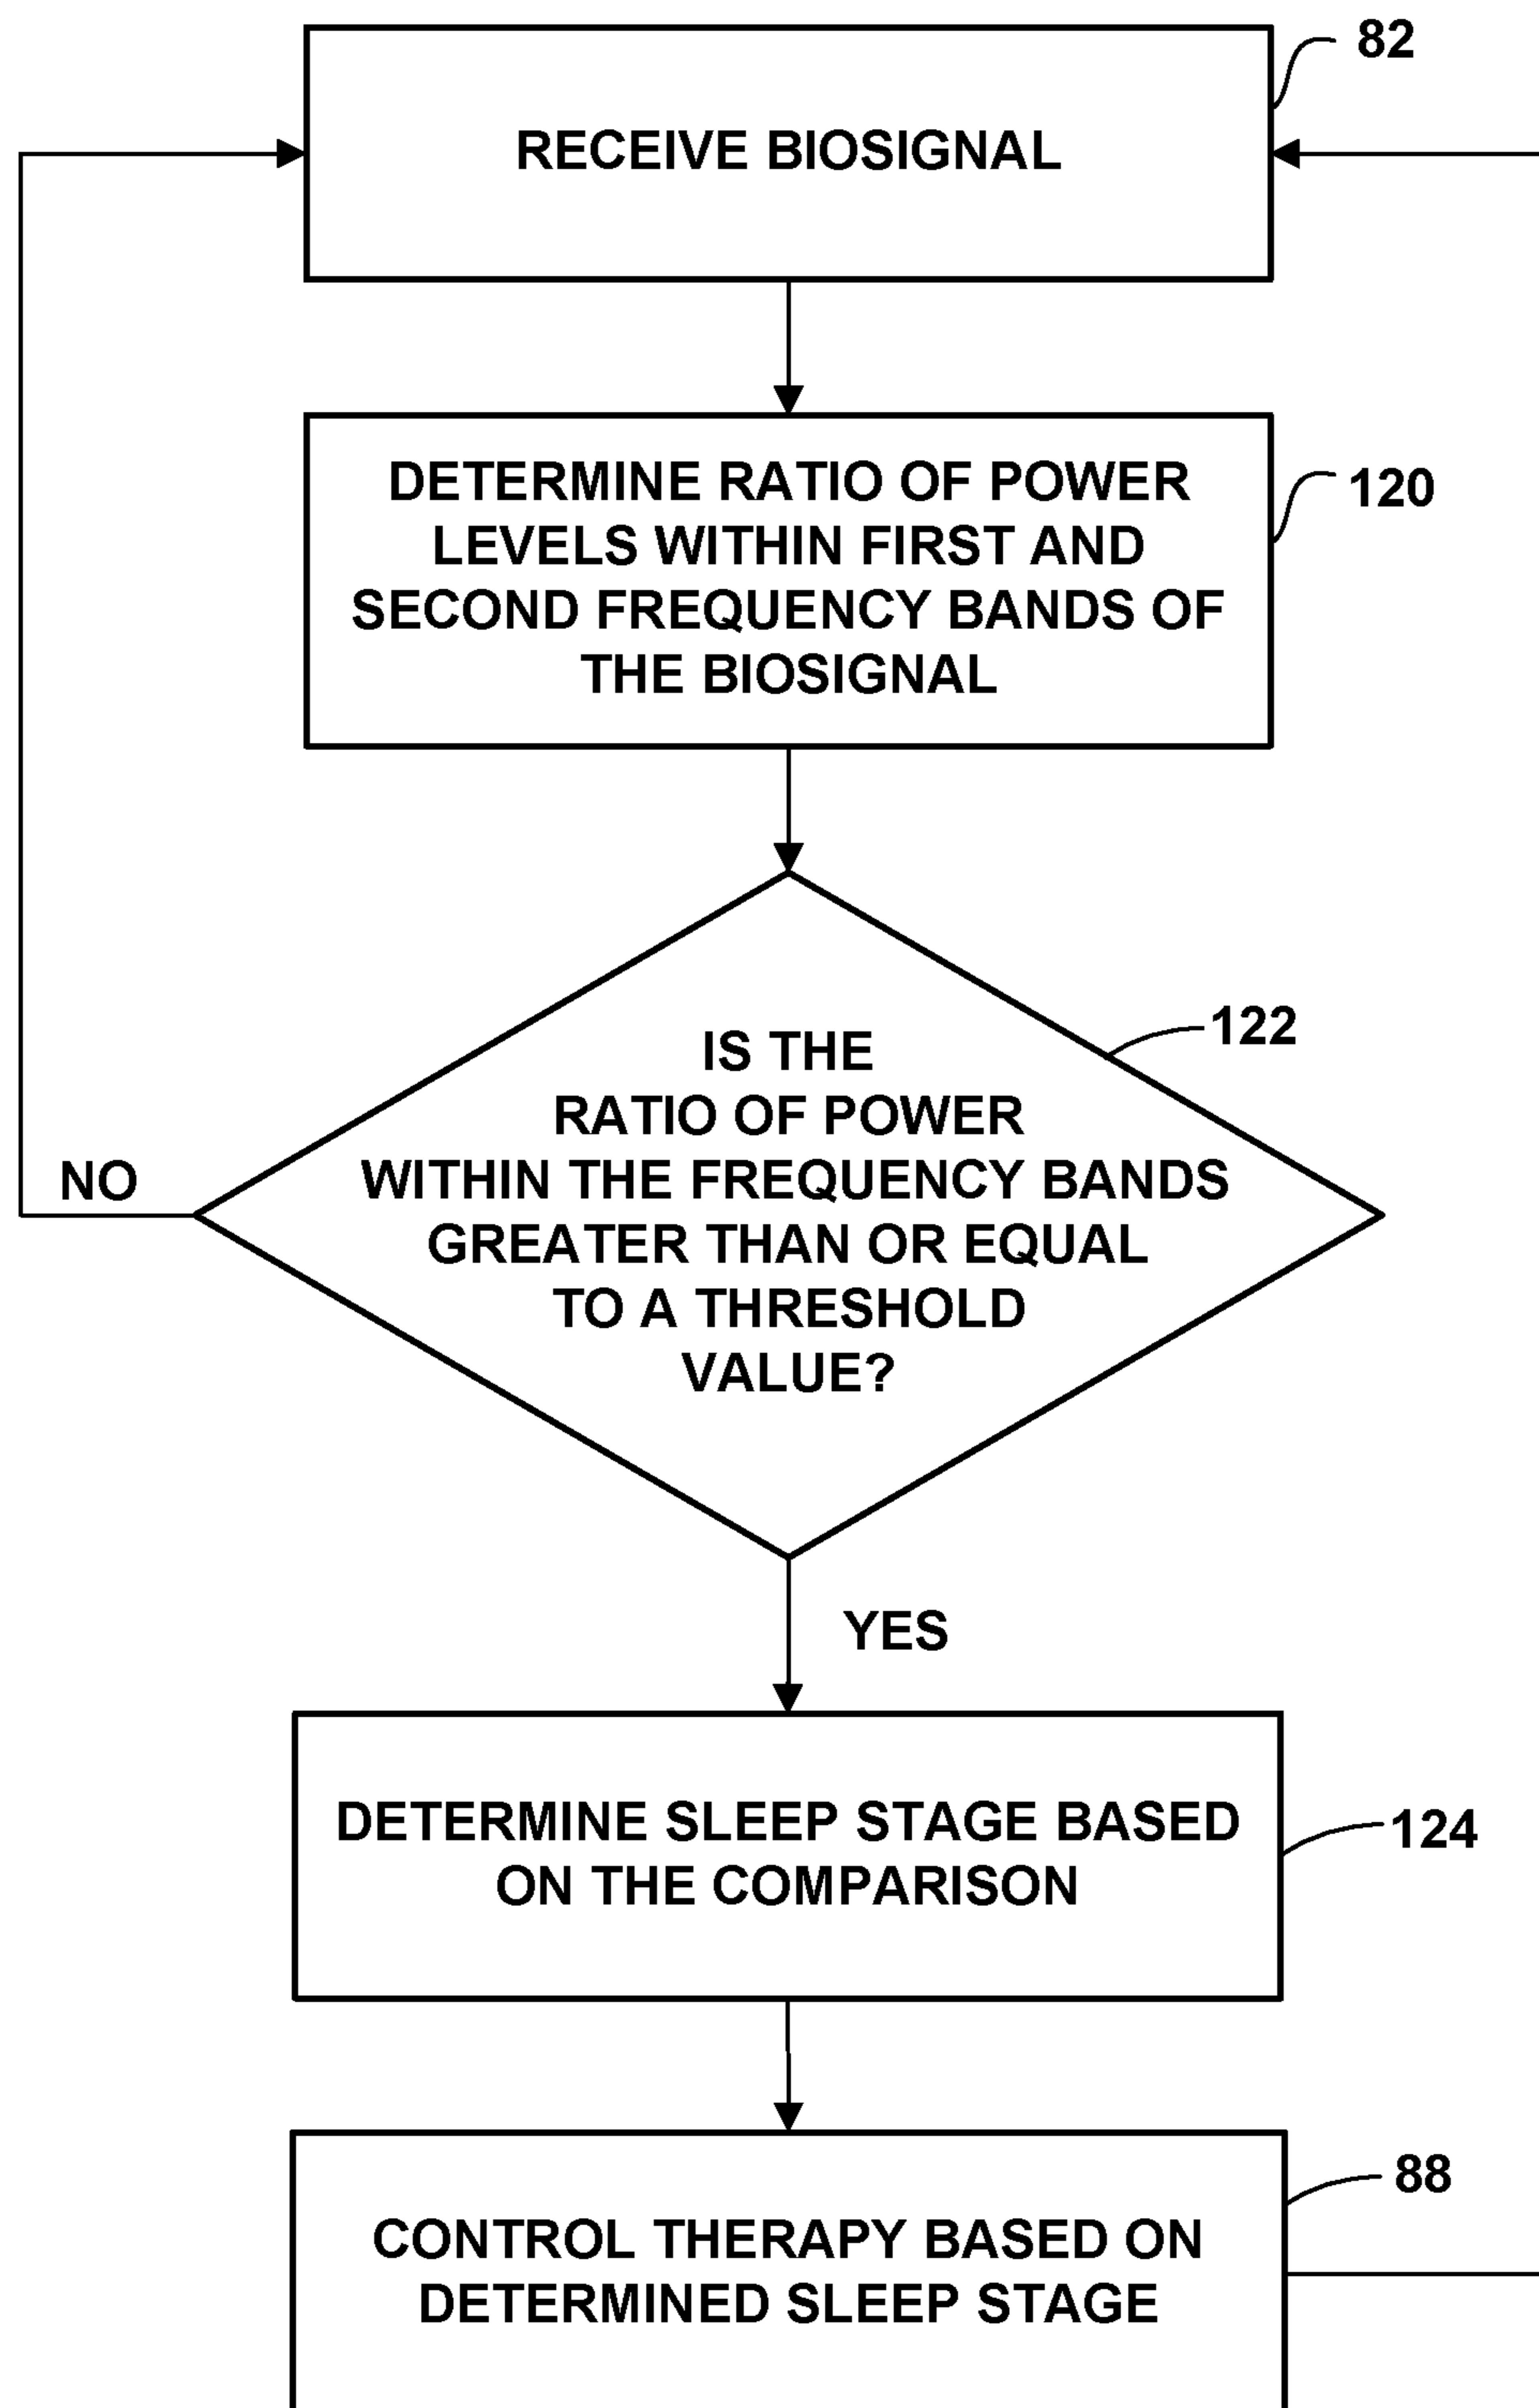 82
RECEIVE BIOSIGNAL
DETERMINE RATIO OF POWER
LEVELS WITHIN FIRST AND
SECOND FREQUENCY BANDS OF
THE BIOSIGNAL
120
122
IS THE
RATIO OF POWER
WITHIN THE FREQUENCY BANDS
GREATER THAN OR EQUAL
TO A THRESHOLD
VALUE?
NO
YES
DETERMINE SLEEP STAGE BASED
ON THE COMPARISON
124
88
CONTROL THERAPY BASED ON
DETERMINED SLEEP STAGE